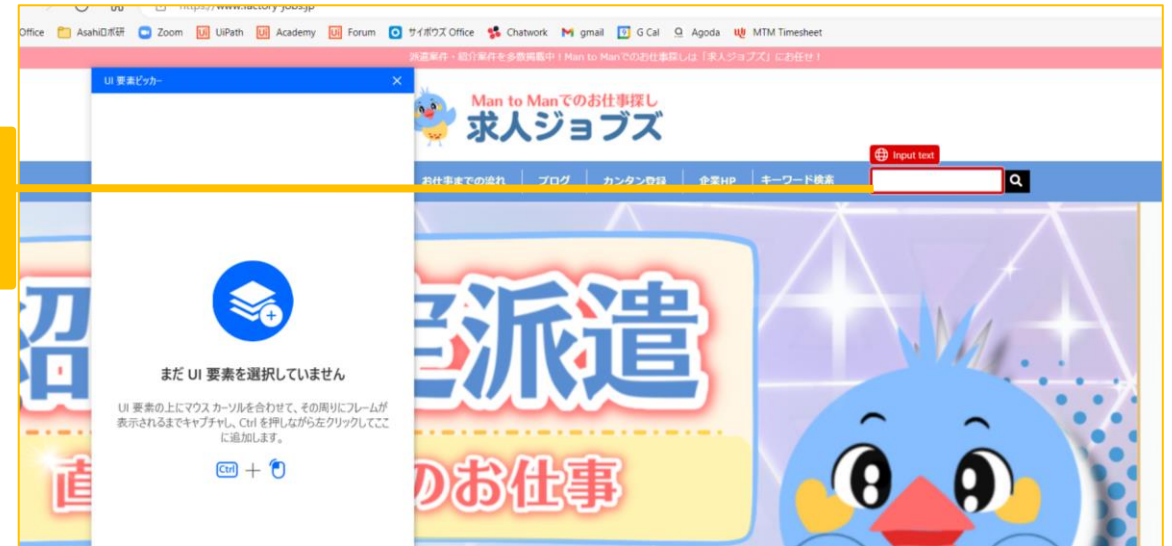 https://www.factory-jobs.jp
Office Asahiロボ研 Zoom UiPath Academy Forum サイボウズ Office Chatwork gmail G Cal Agoda MTM Timesheet
派遣案件・紹介案件を多数掲載中！Man to Manでのお仕事探しは「求人ジョブズ」にお任せ！
UI 要素ピッカー
Man to Manでのお仕事探し
求人ジョブズ
Input text
お仕事までの流れ ブログ カンタン登録 企業HP キーワード検索
紹 定派遣
まだ UI 要素を選択していません
UI 要素の上にマウス カーソルを合わせて、その周りにフレームが
表示されるまでキャプチャし、Ctrl を押しながら左クリックしてここ
に追加します。
Ctrl +
直 のお仕事